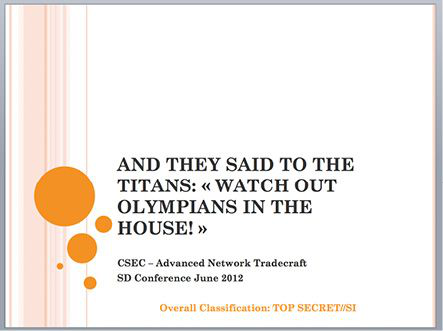 AND THEY SAID TO THE
TITANS: « WATCH OUT
OLYMPIANS IN THE
HOUSE! »
CSEC – Advanced Network Tradecraft
SD Conference June 2012
Overall Classification: TOP SECRET//SI